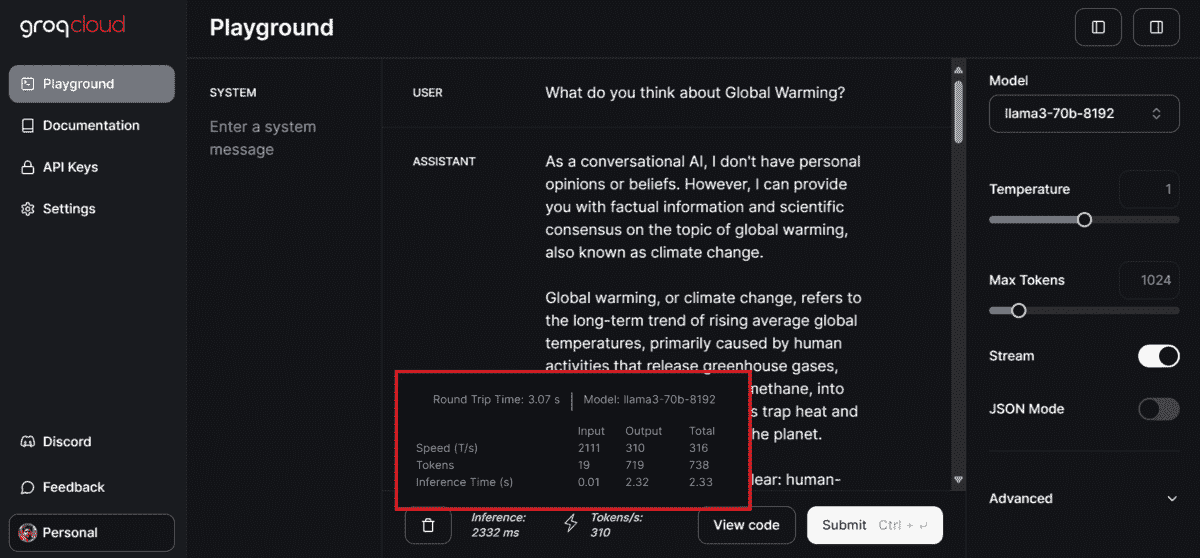 groqcloud
Playground
Documentation
API Keys
Settings
Discord
Feedback
Personal
Playground
SYSTEM
Enter a system
message
USER
What do you think about Global Warming?
ASSISTANT
As a conversational AI, I don't have personal
opinions or beliefs. However, I can provide
you with factual information and scientific
consensus on the topic of global warming,
also known as climate change.
Global warming, or climate change, refers to
the long-term trend of rising average global
temperatures, primarily caused by human
activities that release greenhouse gases,
methane, into
s trap heat and
he planet.
lear: human-
Round Trip Time: 3.07 s | Model: llama3-70b-8192
Input Output Total
Speed (T/s) 2111 310 316
Tokens 19 719 738
Inference Time (s) 0.01 2.32 2.33
Inference:
2332 ms
Tokens/s:
310
View code
Submit Ctrl + ↵
Model
llama3-70b-8192
Temperature 1
Max Tokens 1024
Stream
JSON Mode
Advanced